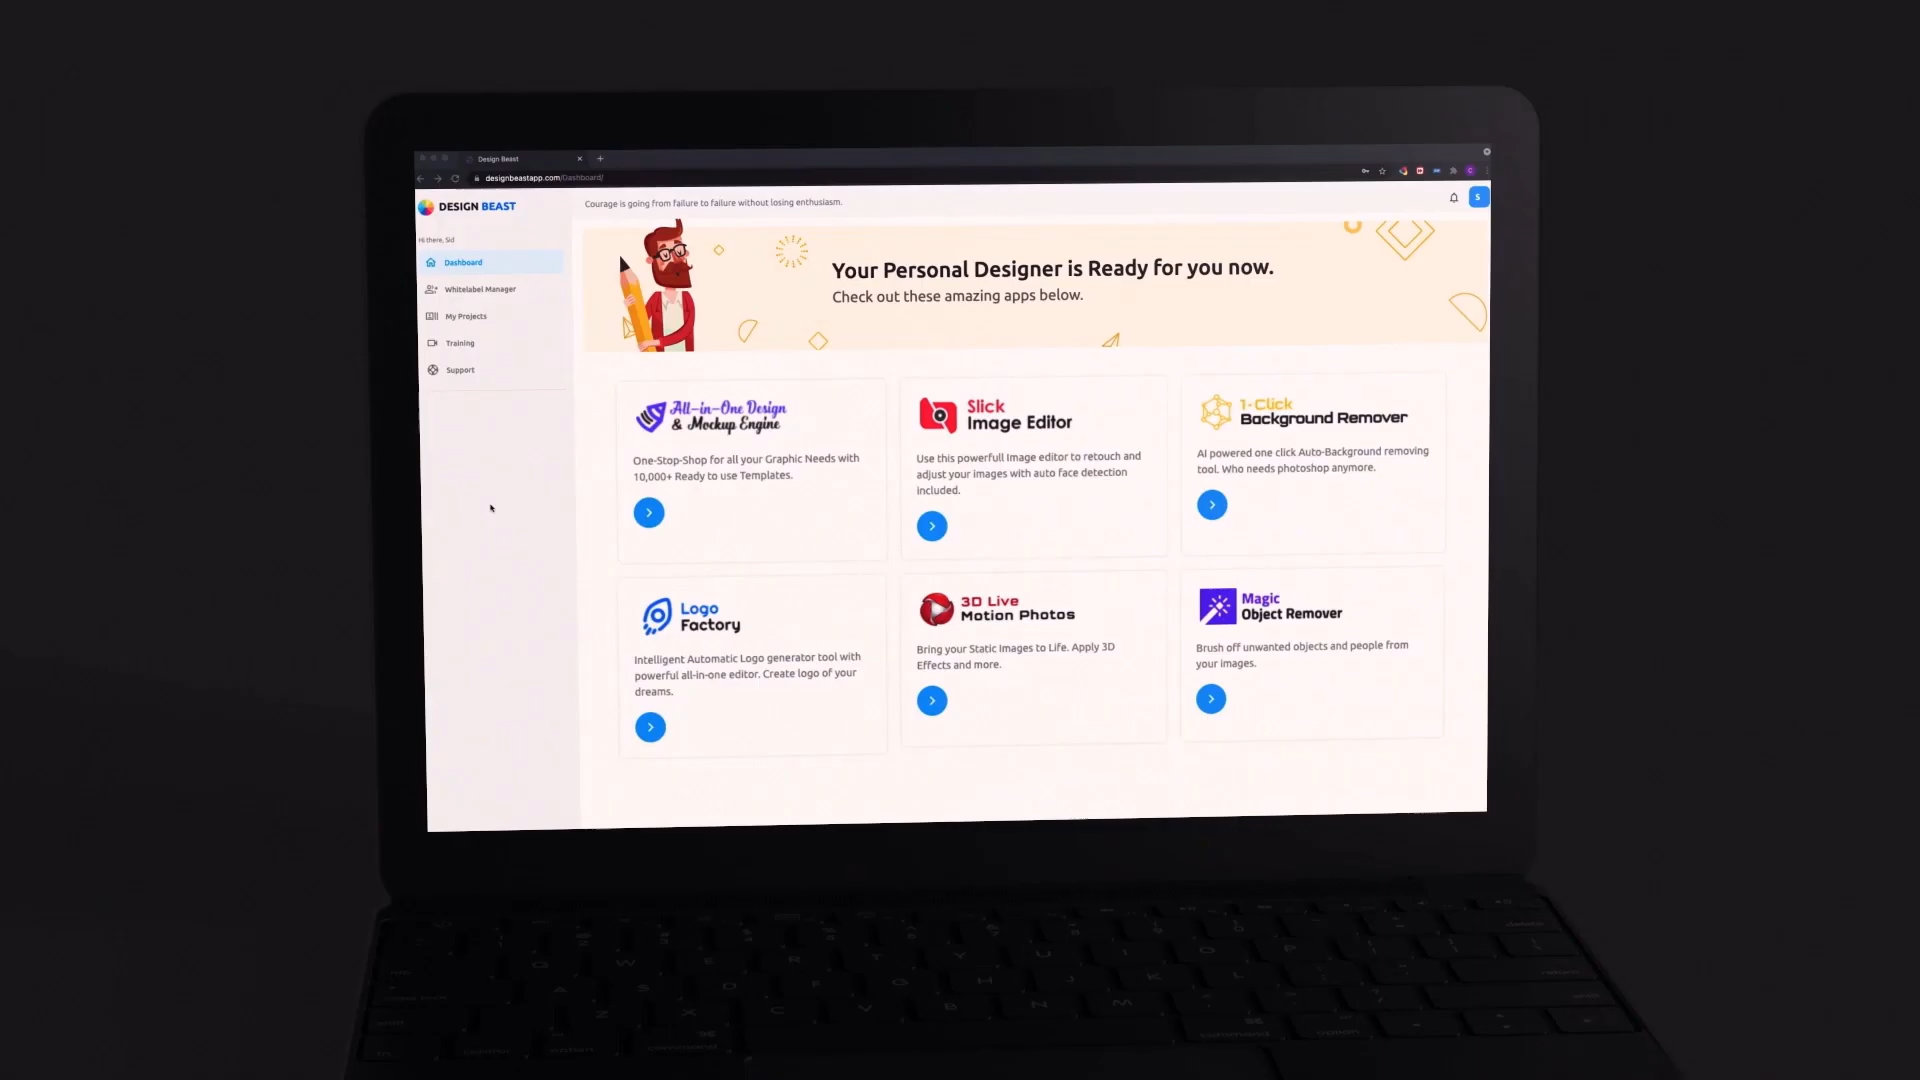 Design Beast
designbeastapp.com/Dashboard/
DESIGN BEAST
Courage is going from failure to failure without losing enthusiasm.
S
Hi there, Sid
Dashboard
Whitelabel Manager
My Projects
Training
Support
Your Personal Designer is Ready for you now.
Check out these amazing apps below.
All-in-One Design
& Mockup Engine
One-Stop-Shop for all your Graphic Needs with
10,000+ Ready to use Templates.
Slick
Image Editor
Use this powerfull Image editor to retouch and
adjust your images with auto face detection
included.
1-Click
Background Remover
AI powered one click Auto-Background removing
tool. Who needs photoshop anymore.
Logo
Factory
Intelligent Automatic Logo generator tool with
powerful all-in-one editor. Create logo of your
dreams.
3D Live
Motion Photos
Bring your Static Images to Life. Apply 3D
Effects and more.
Magic
Object Remover
Brush off unwanted objects and people from
your images.